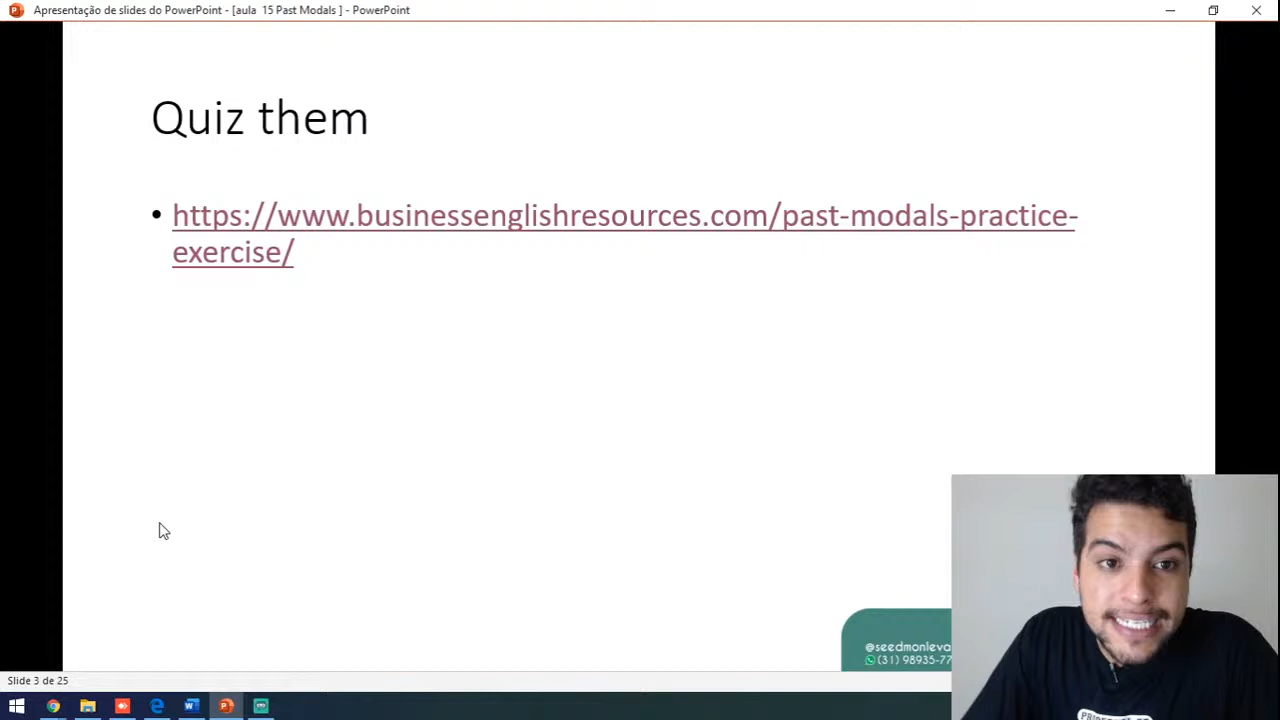 Apresentação de slides do PowerPoint - [aula 15 Past Modals ] - PowerPoint
Quiz them
• https://www.businessenglishresources.com/past-modals-practice-
exercise/
@seedmonleva
(31) 98935-77
Slide 3 de 25